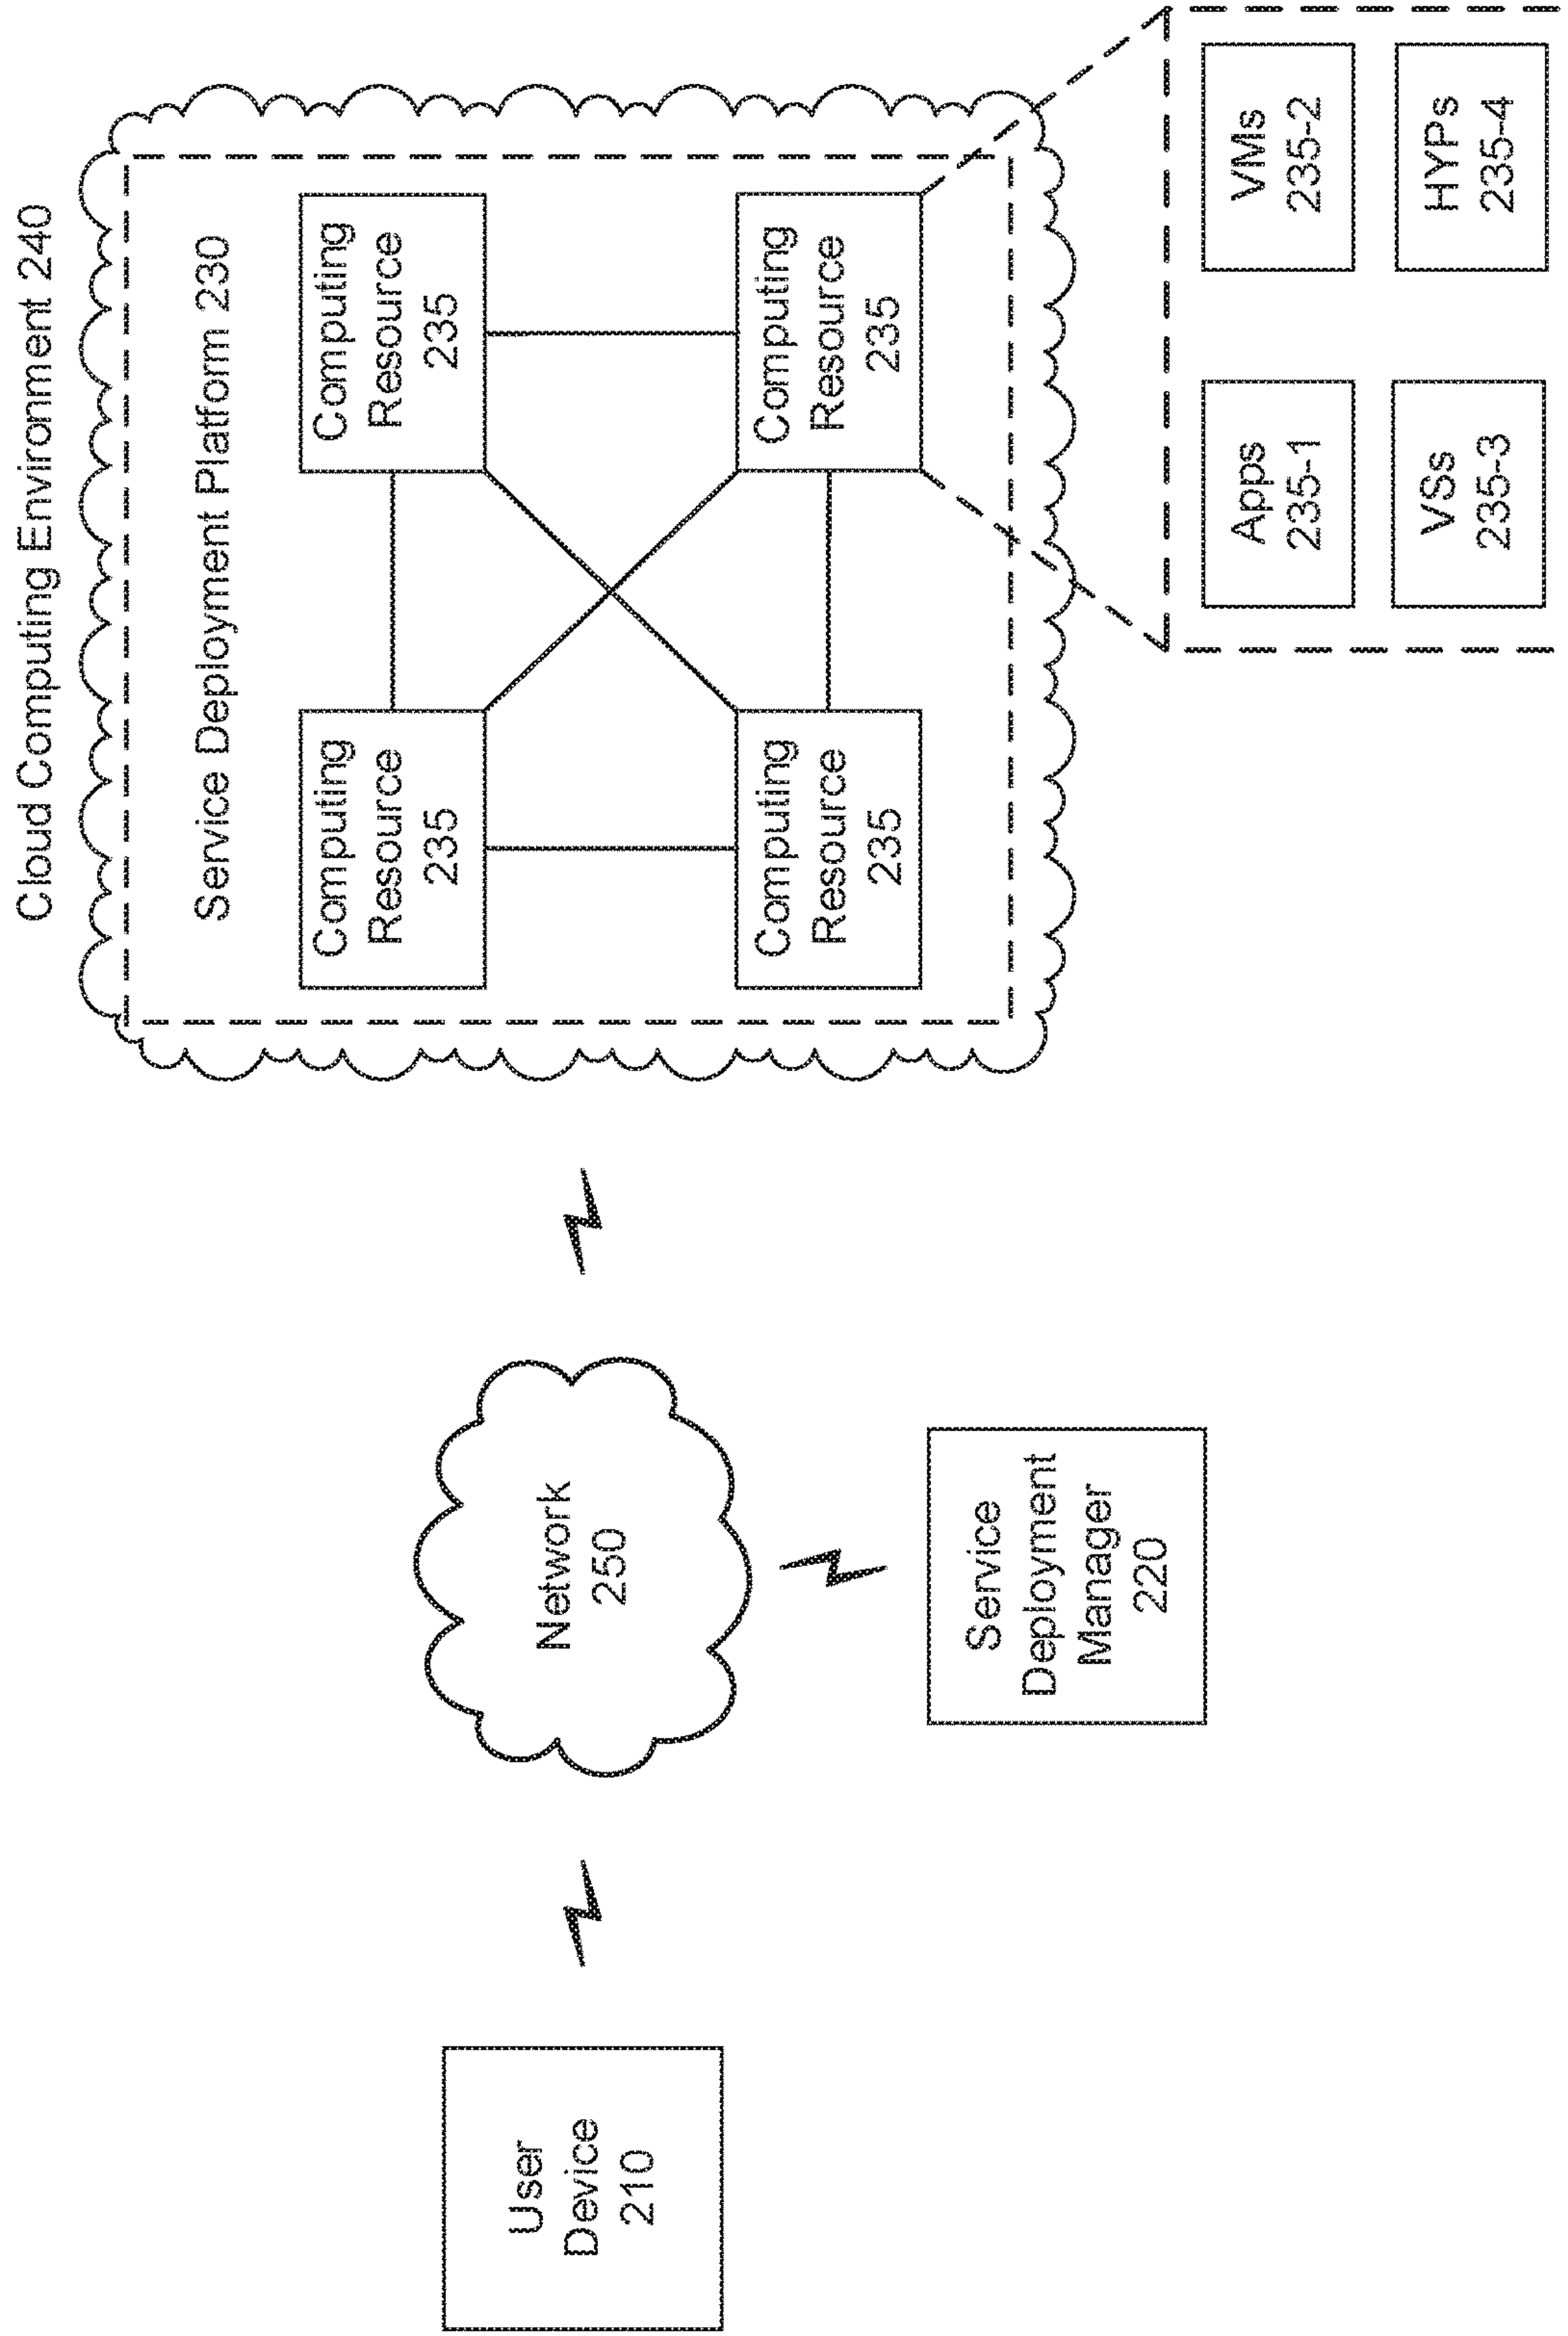 Cloud Computing Environment 240
Service Deployment Platform 230
Computing
Resource
235
Computing
Resource
235
Computing
Resource
235
Computing
Resource
235
Network
250
User
Device
210
Service
Deployment
Manager
220
Apps
235-1
VMs
235-2
VSs
235-3
HYPs
235-4